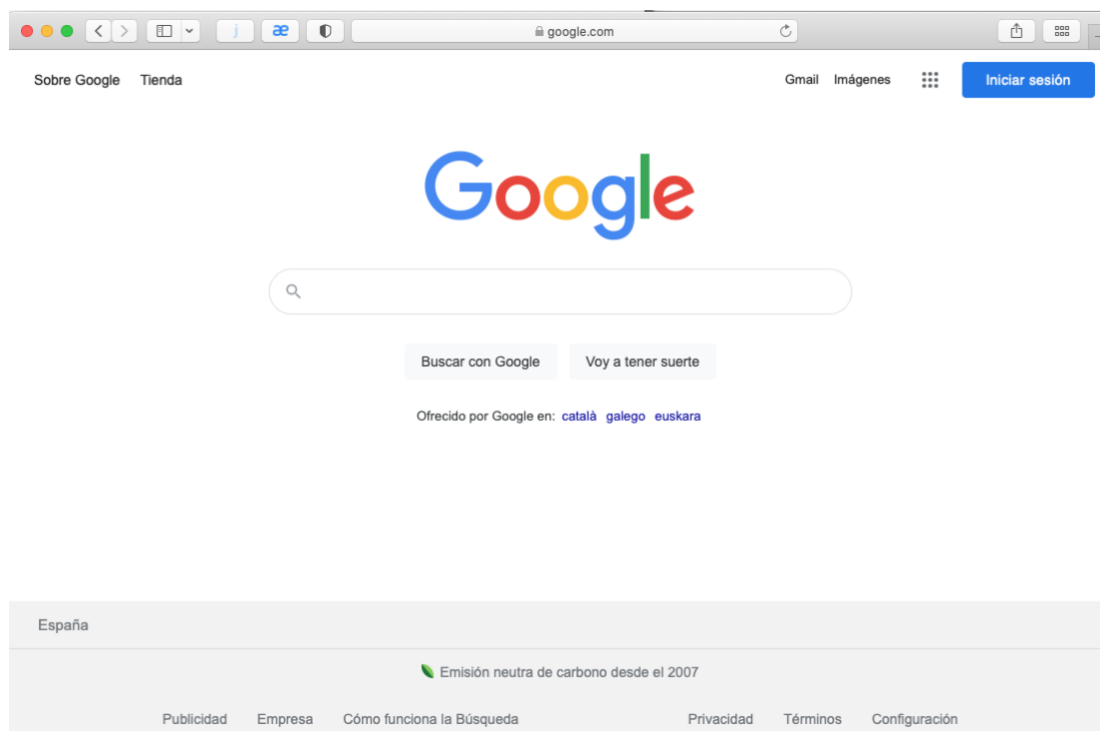 j æ google.com
Sobre Google Tienda Gmail Imágenes Iniciar sesión
Google
Buscar con Google Voy a tener suerte
Ofrecido por Google en: català galego euskara
España
Emisión neutra de carbono desde el 2007
Publicidad Empresa Cómo funciona la Búsqueda Privacidad Términos Configuración